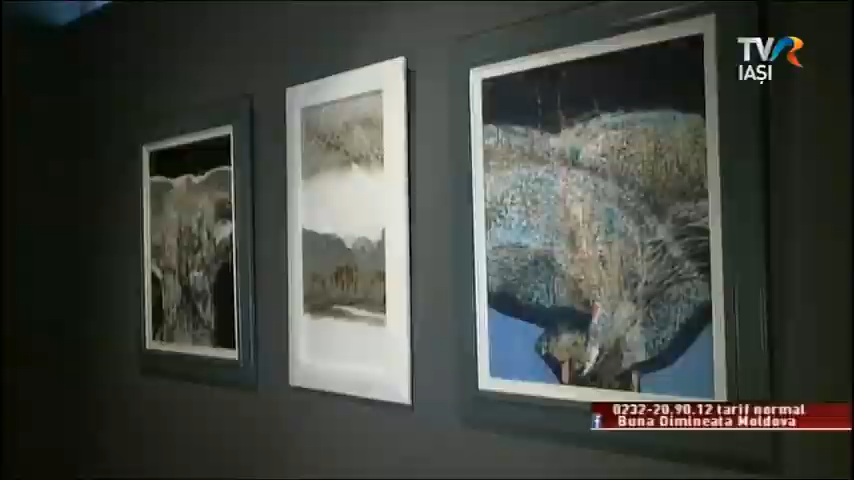 TVR
IAȘI
0232-20.90.12 tarif normal
f Buna Dimineata Moldova